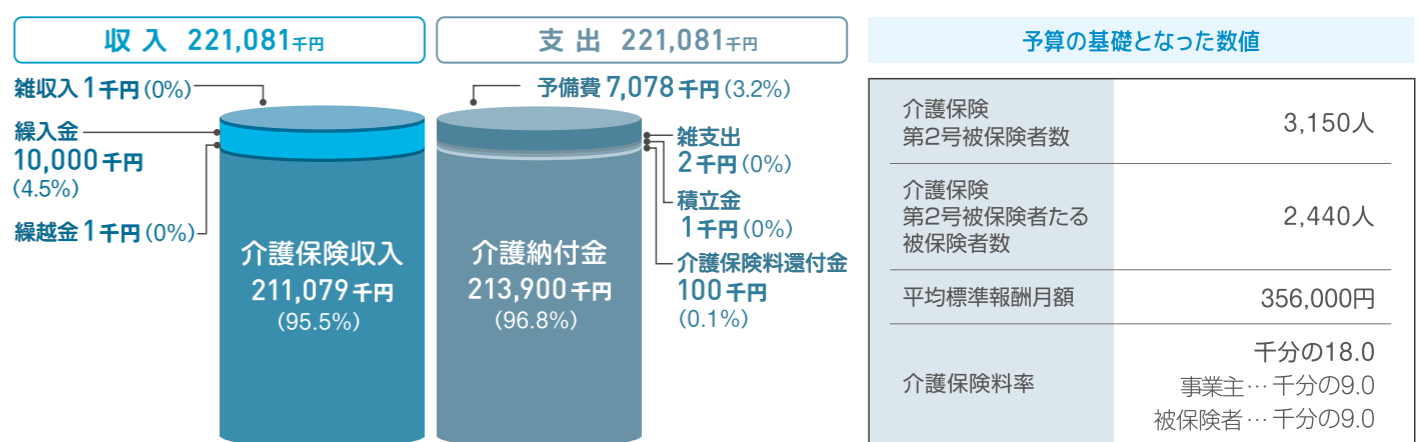 収入 221,081千円
雑収入 1千円(0%)
繰入金
10,000千円
(4.5%)
繰越金 1千円(0%)
介護保険収入
211,079千円
(95.5%)
支出 221,081千円
予備費 7,078千円(3.2%)
雑支出
2千円(0%)
積立金
1千円(0%)
介護保険料還付金
100千円
(0.1%)
介護納付金
213,900千円
(96.8%)
予算の基礎となった数値
介護保険
第2号被保険者数
3,150人
介護保険
第2号被保険者たる
被保険者数
2,440人
平均標準報酬月額
356,000円
介護保険料率
千分の18.0
事業主…千分の9.0
被保険者…千分の9.0